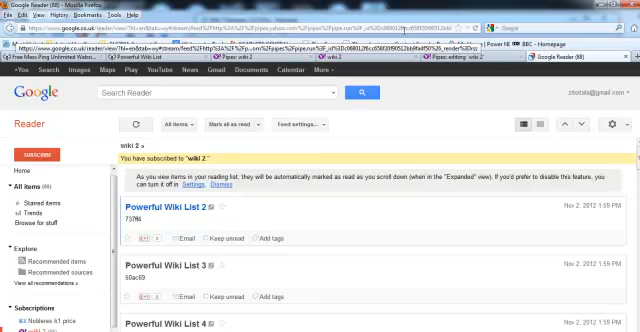 Google Reader (88) - Mozilla Firefox
File Edit View History Bookmarks Tools Help
Power NI BBC - Homepage
Free Mass Ping Unlimited Websi... Powerful Wiki List Pipes: wiki 2 wiki 2 Pipes: editing 'wiki 2' Google Reader (88)
+You Search Images Maps Play YouTube News Gmail Documents Calendar More
Google Search Reader
Reader All items Mark all as read Feed settings...
SUBSCRIBE
wiki 2 »
You have subscribed to "wiki 2."
Home
All items (88)
As you view items in your reading list, they will be automatically marked as read as you scroll down (when in the "Expanded" view). If you'd prefer to disable this feature, you can turn it off in Settings. Dismiss
Starred items
Trends
Browse for stuff
Powerful Wiki List 2 Nov 2, 2012 1:59 PM
737ff4
Email Keep unread Add tags
Explore
Recommended items
Recommended sources
View all recommendations »
Powerful Wiki List 3 Nov 2, 2012 1:59 PM
50ac69
Email Keep unread Add tags
Subscriptions
Powerful Wiki List 4 Nov 2, 2012 1:59 PM